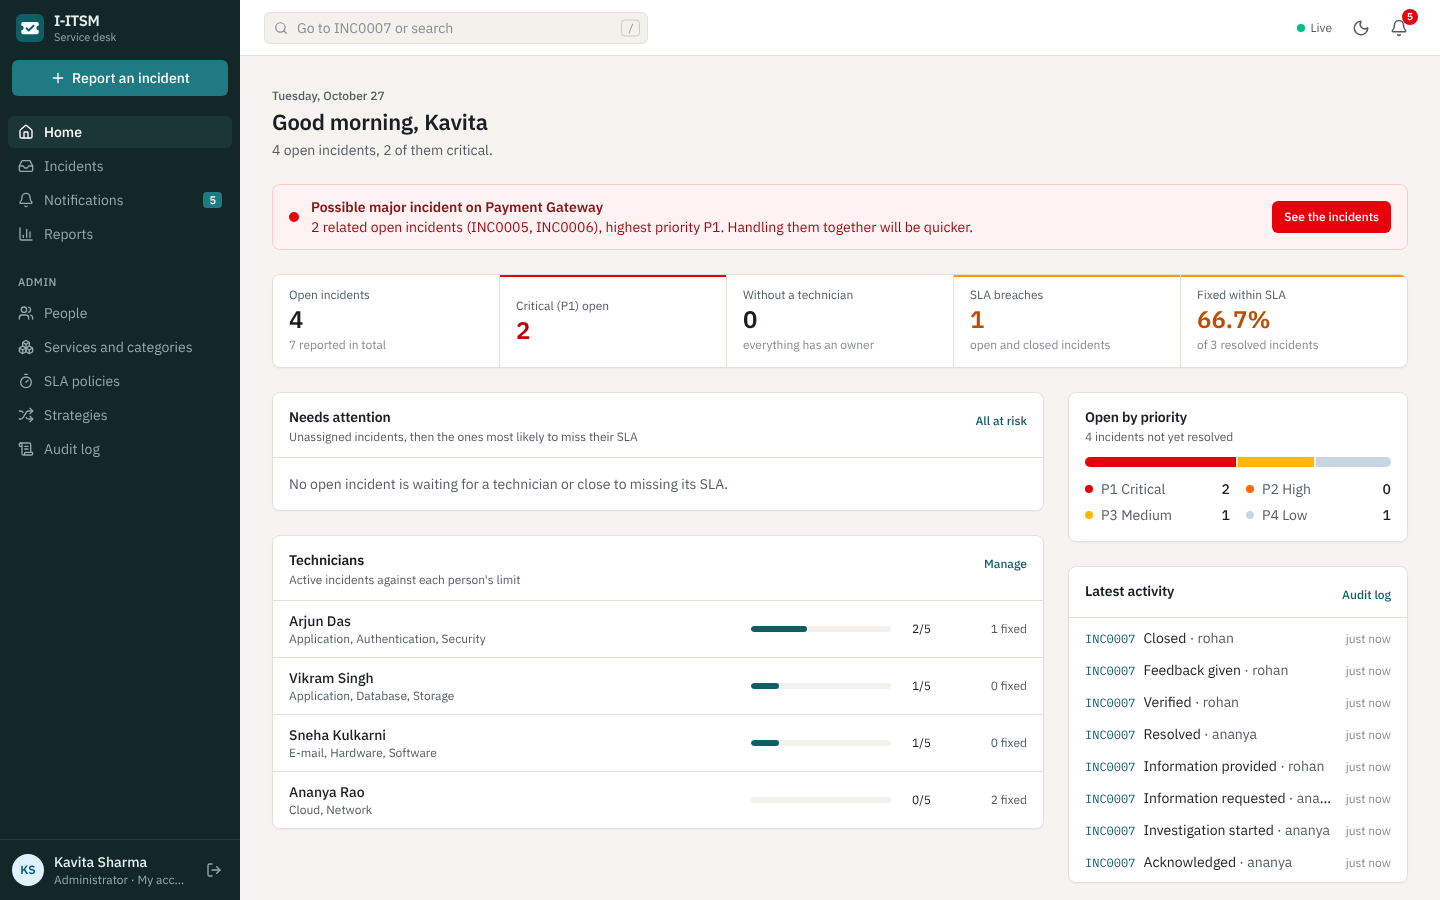 I-ITSM
Service desk
Report an incident
Home
Incidents
Notifications 5
Reports
ADMIN
People
Services and categories
SLA policies
Strategies
Audit log
KS
Kavita Sharma
Administrator · My acc...
Go to INC0007 or search /
Live
5
Tuesday, October 27
Good morning, Kavita
4 open incidents, 2 of them critical.
Possible major incident on Payment Gateway
2 related open incidents (INC0005, INC0006), highest priority P1. Handling them together will be quicker.
See the incidents
Open incidents
4
7 reported in total
Critical (P1) open
2
Without a technician
0
everything has an owner
SLA breaches
1
open and closed incidents
Fixed within SLA
66.7%
of 3 resolved incidents
Needs attention
Unassigned incidents, then the ones most likely to miss their SLA
All at risk
No open incident is waiting for a technician or close to missing its SLA.
Technicians
Active incidents against each person's limit
Manage
Arjun Das
Application, Authentication, Security
2/5 1 fixed
Vikram Singh
Application, Database, Storage
1/5 0 fixed
Sneha Kulkarni
E-mail, Hardware, Software
1/5 0 fixed
Ananya Rao
Cloud, Network
0/5 2 fixed
Open by priority
4 incidents not yet resolved
P1 Critical 2 P2 High 0
P3 Medium 1 P4 Low 1
Latest activity
Audit log
INC0007 Closed · rohan just now
INC0007 Feedback given · rohan just now
INC0007 Verified · rohan just now
INC0007 Resolved · ananya just now
INC0007 Information provided · rohan just now
INC0007 Information requested · ana... just now
INC0007 Investigation started · ananya just now
INC0007 Acknowledged · ananya just now